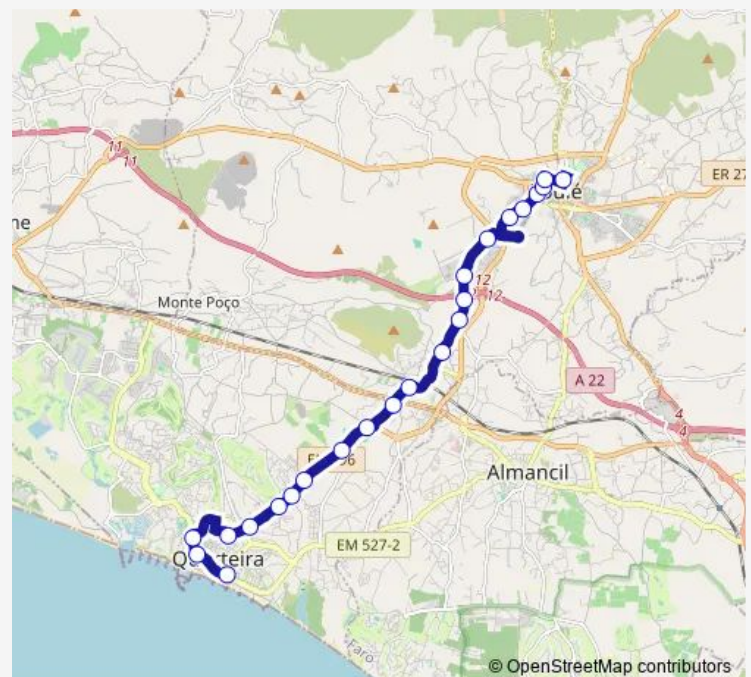 11
11
ER 27
12
12
Monte Poço
A 22
4
4
Almancil
EM 527-2
Faro
© OpenStreetMap contributors